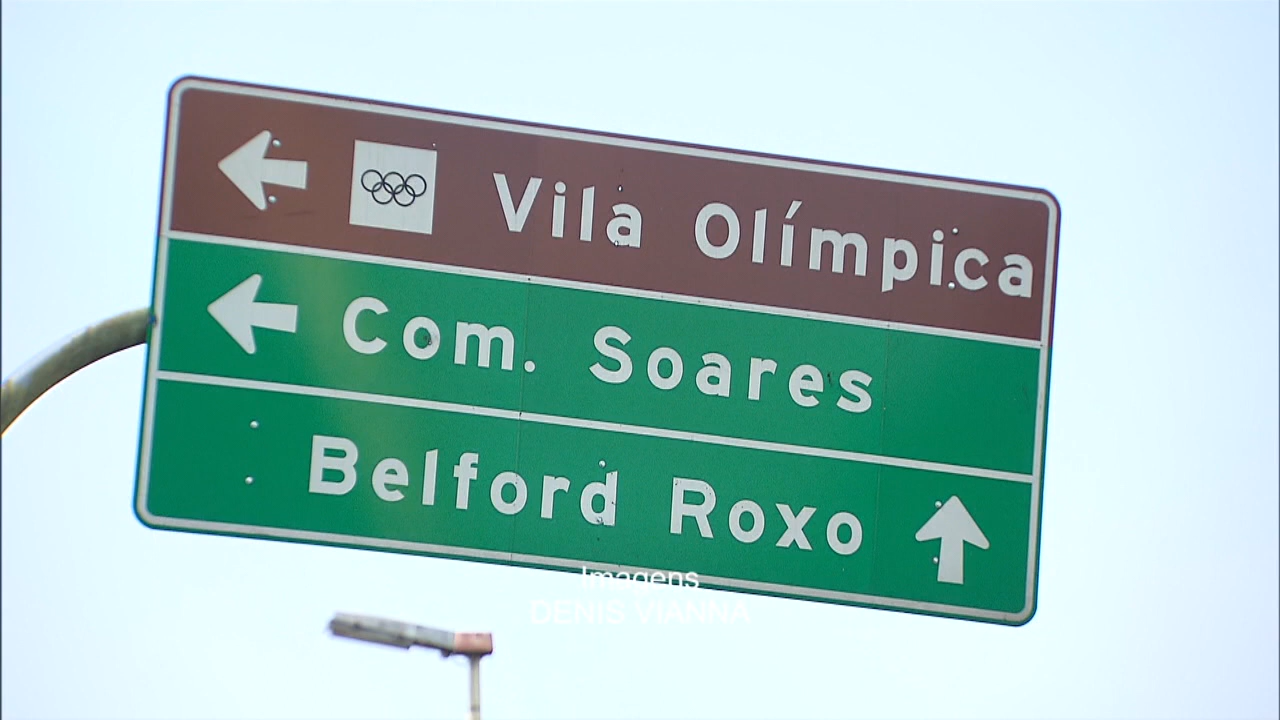 Vila Olímpica
Com. Soares
Belford Roxo
Imagens
DENIS VIANNA